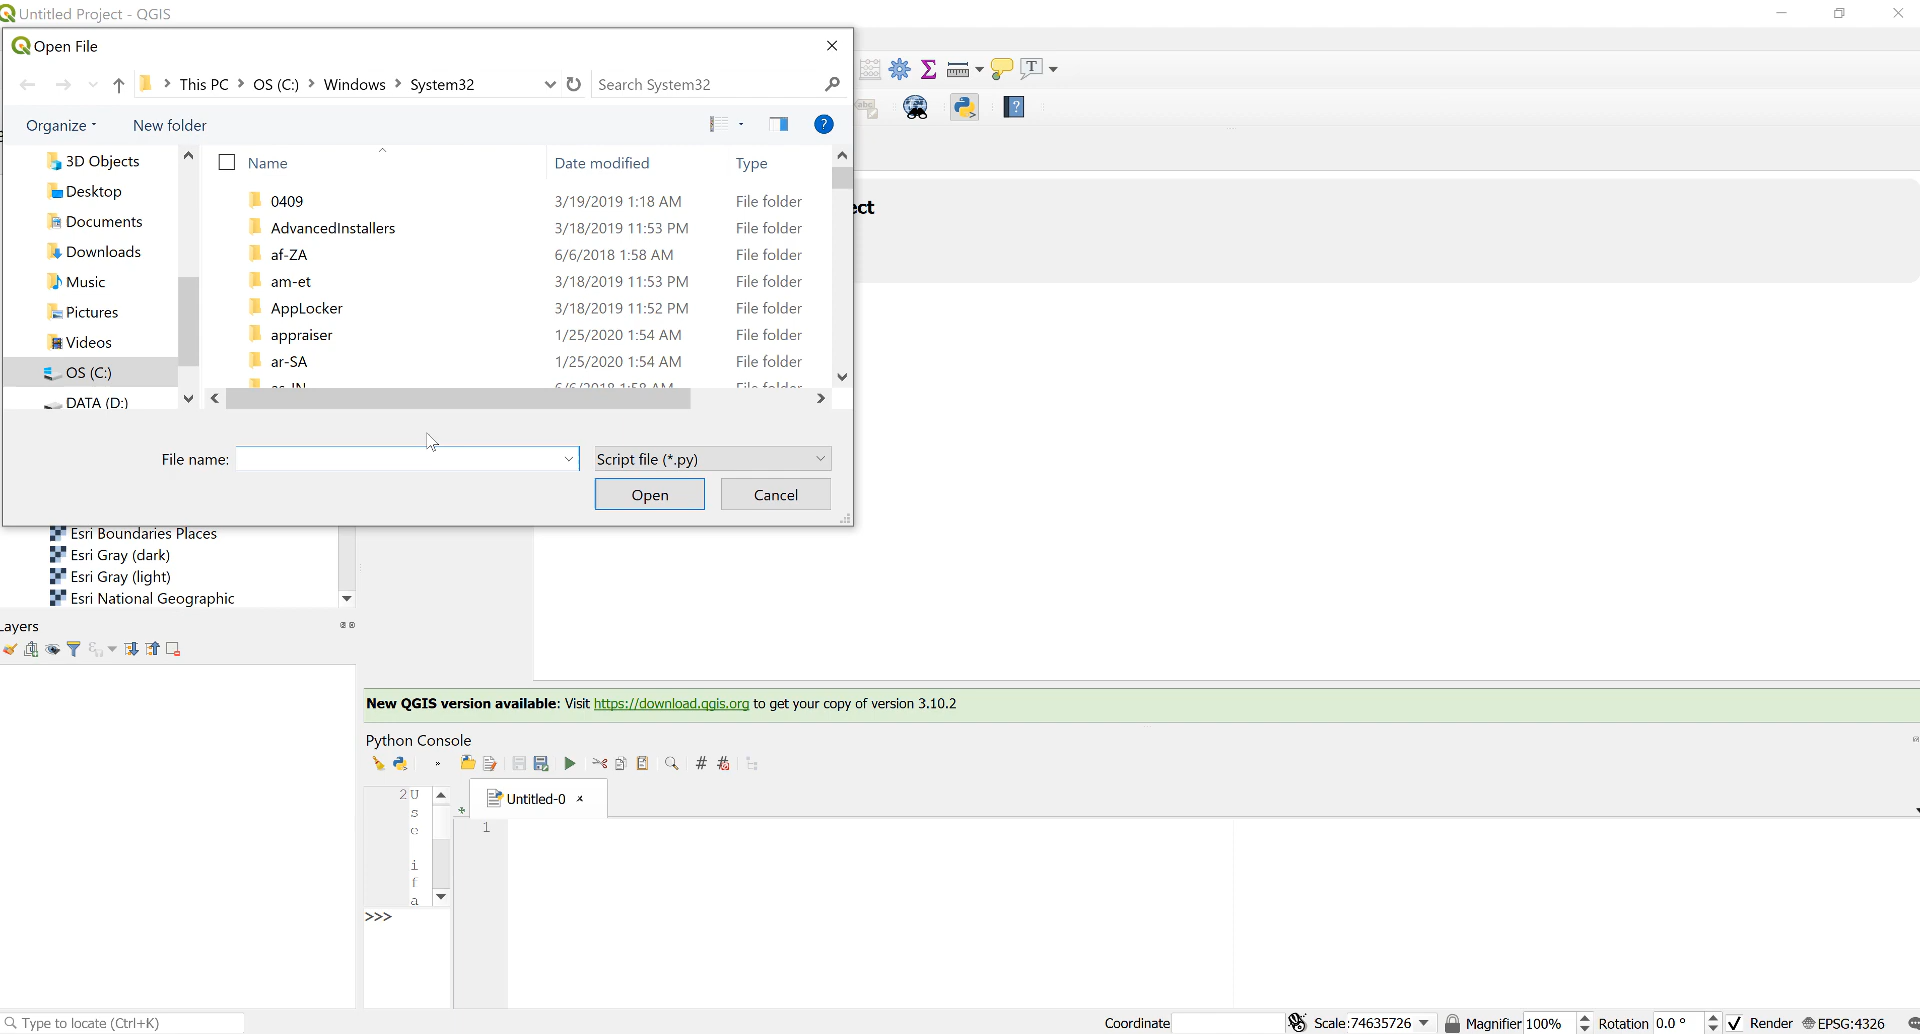 Untitled Project - QGIS
Open File
This PC > OS (C:) > Windows > System32
Search System32
Organize
New folder
3D Objects
Desktop
Documents
Downloads
Music
Pictures
Videos
OS (C:)
DATA (D:)
Name Date modified Type
0409 3/19/2019 1:18 AM File folder
AdvancedInstallers 3/18/2019 11:53 PM File folder
af-ZA 6/6/2018 1:58 AM File folder
am-et 3/18/2019 11:53 PM File folder
AppLocker 3/18/2019 11:52 PM File folder
appraiser 1/25/2020 1:54 AM File folder
ar-SA 1/25/2020 1:54 AM File folder
File name:
Script file (*.py)
Open
Cancel
ect
Esri Boundaries Places
Esri Gray (dark)
Esri Gray (light)
Esri National Geographic
ayers
New QGIS version available: Visit https://download.qgis.org to get your copy of version 3.10.2
Python Console
Untitled-0
2 U
s
e
i
f
a
>>>
1
Type to locate (Ctrl+K)
Coordinate
Scale:74635726
Magnifier 100%
Rotation 0.0 °
Render
EPSG:4326